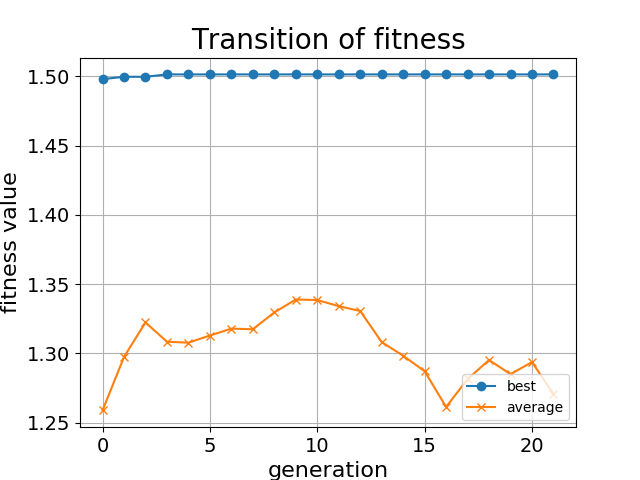 Transition of fitness
fitness value
1.50
1.45
1.40
1.35
1.30
1.25
0 5 10 15 20
generation
best
average